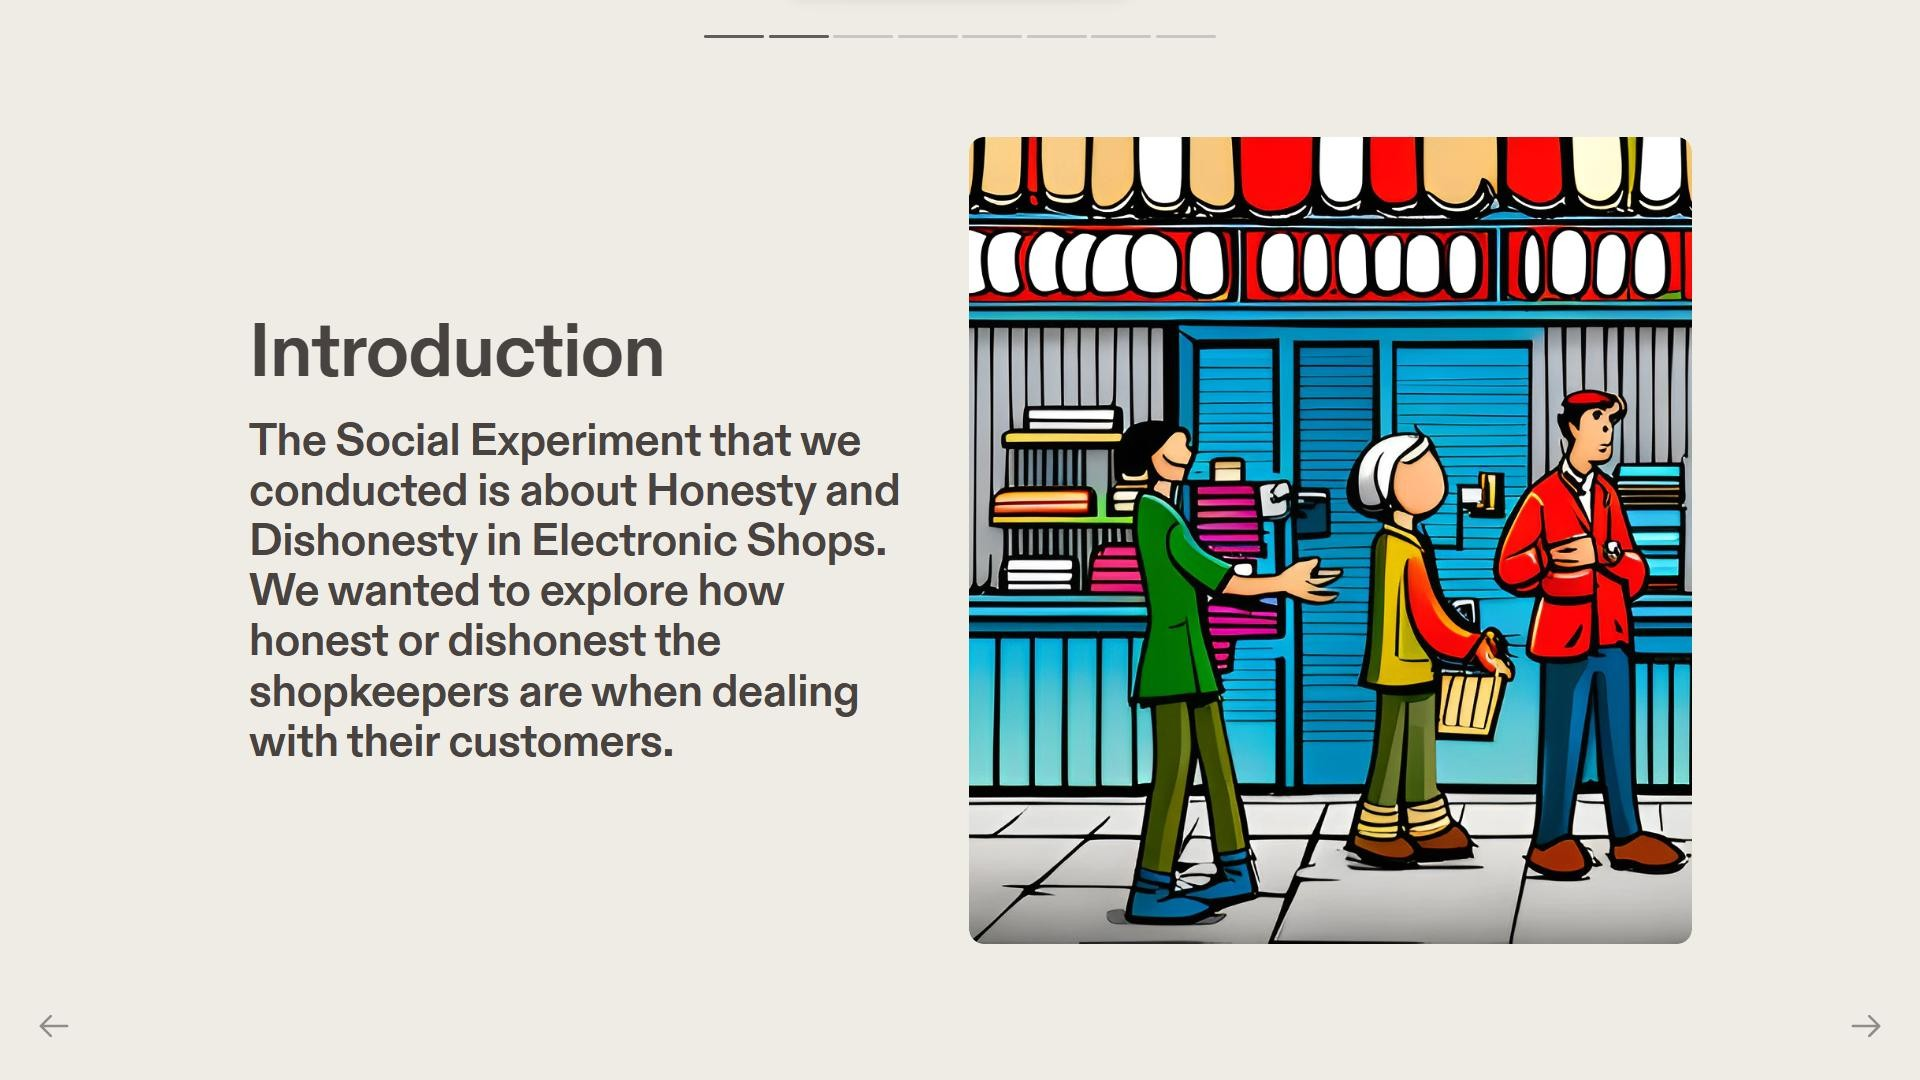 Introduction
The Social Experiment that we
conducted is about Honesty and
Dishonesty in Electronic Shops.
We wanted to explore how
honest or dishonest the
shopkeepers are when dealing
with their customers.